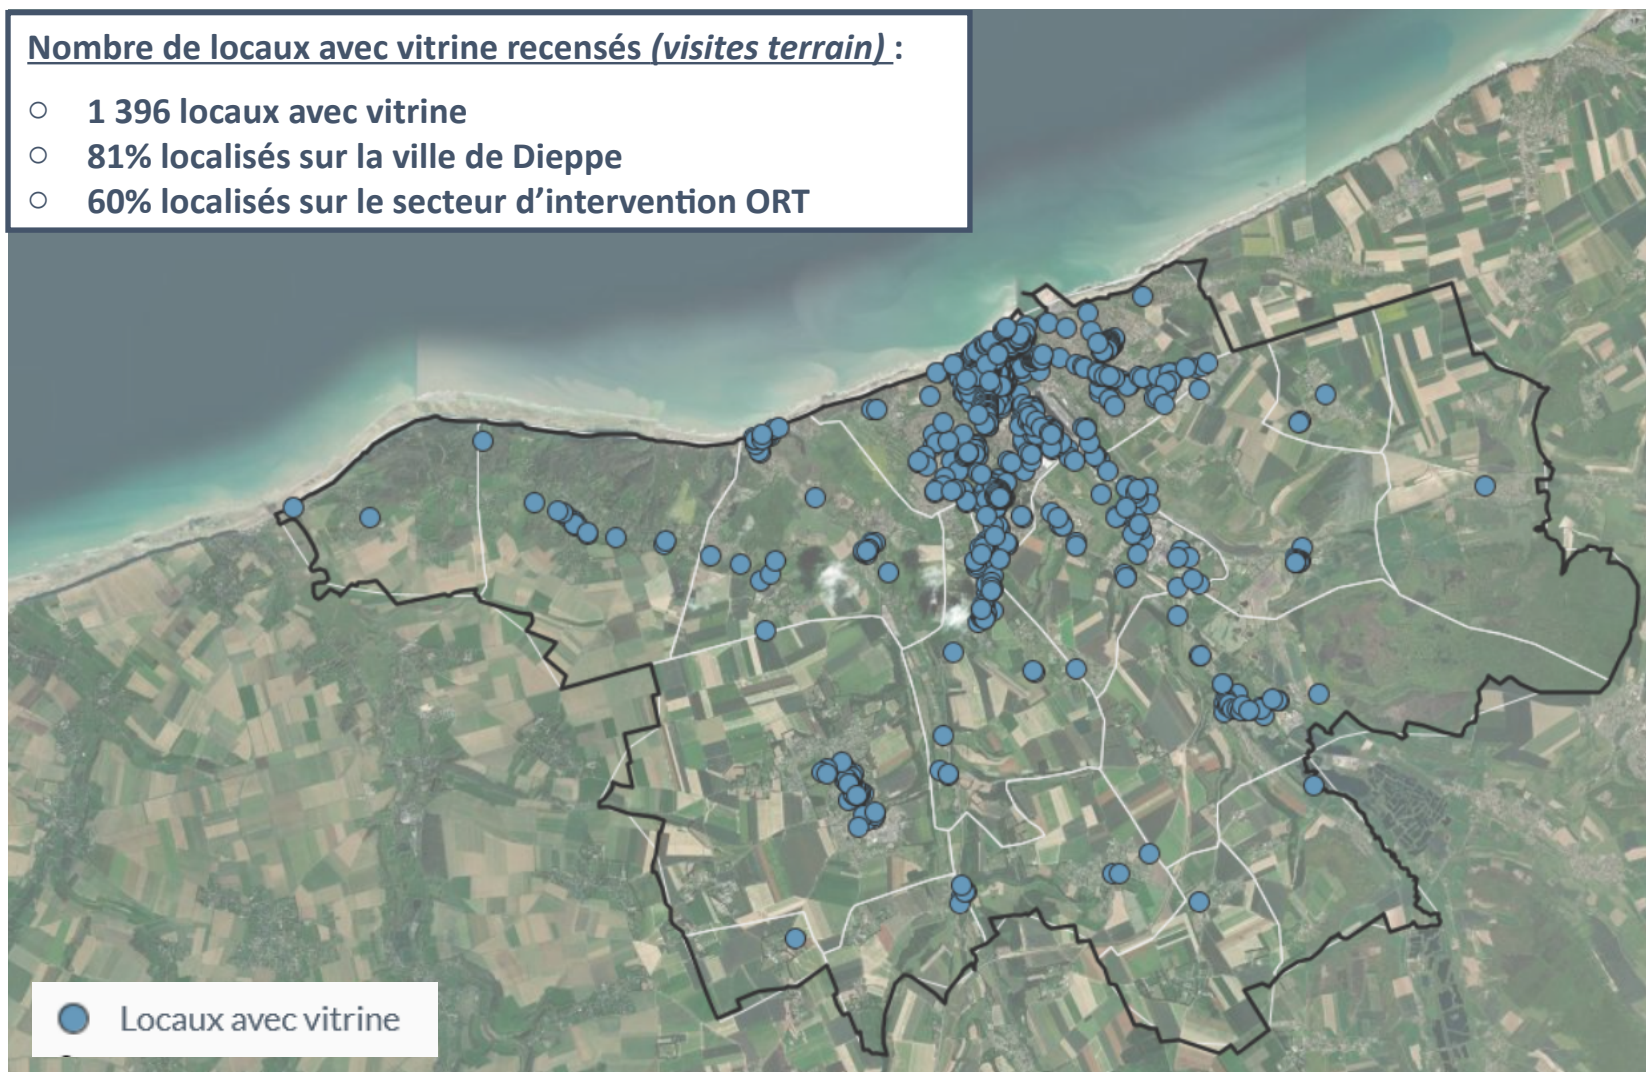 Nombre de locaux avec vitrine recensés (visites terrain) :
○ 1 396 locaux avec vitrine
○ 81% localisés sur la ville de Dieppe
○ 60% localisés sur le secteur d’intervention ORT
Locaux avec vitrine